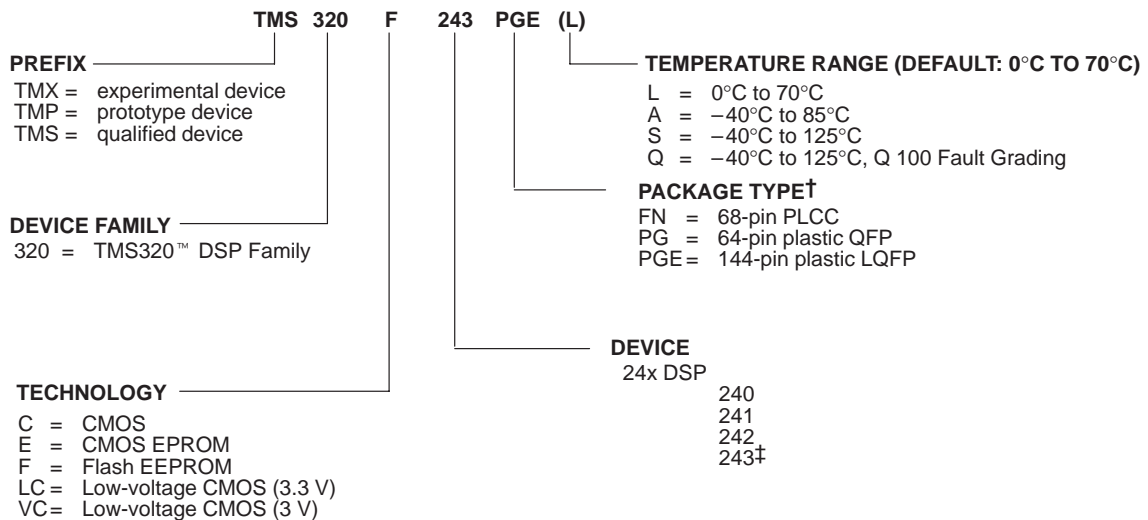 TMS 320 F 243 PGE (L)
PREFIX
TMX = experimental device
TMP = prototype device
TMS = qualified device
TEMPERATURE RANGE (DEFAULT: 0°C TO 70°C)
L = 0°C to 70°C
A = –40°C to 85°C
S = –40°C to 125°C
Q = –40°C to 125°C, Q 100 Fault Grading
PACKAGE TYPE†
FN = 68-pin PLCC
PG = 64-pin plastic QFP
PGE = 144-pin plastic LQFP
DEVICE FAMILY
320 = TMS320™ DSP Family
DEVICE
24x DSP
240
241
242
243‡
TECHNOLOGY
C = CMOS
E = CMOS EPROM
F = Flash EEPROM
LC = Low-voltage CMOS (3.3 V)
VC = Low-voltage CMOS (3 V)